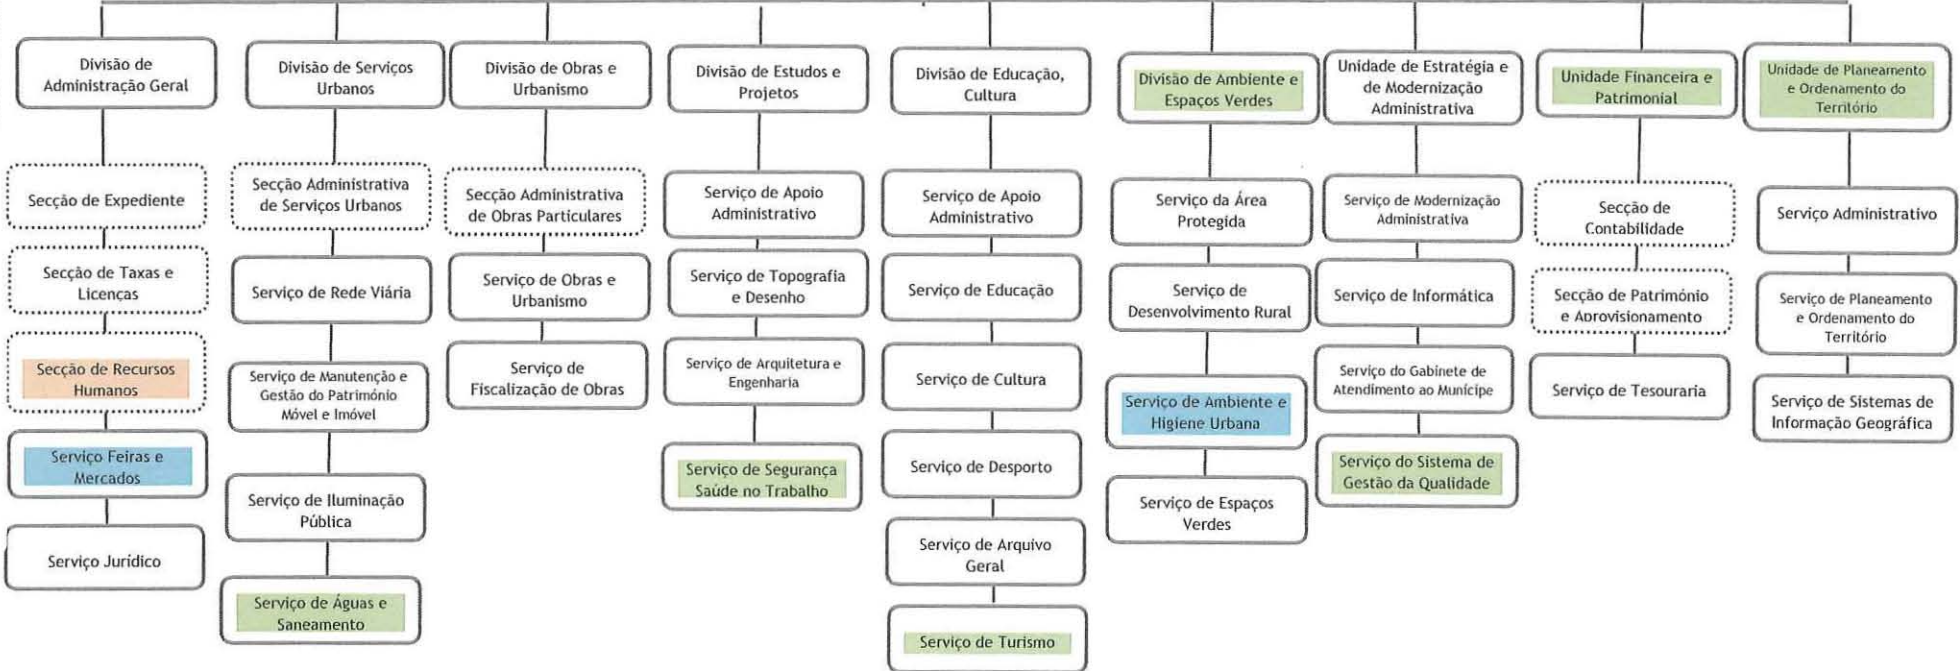 Divisão de
Administração Geral
Divisão de Serviços
Urbanos
Divisão de Obras e
Urbanismo
Divisão de Estudos e
Projetos
Divisão de Educação,
Cultura
Divisão de Ambiente e
Espaços Verdes
Unidade de Estratégia e
de Modernização
Administrativa
Unidade Financeira e
Patrimonial
Unidade de Planeamento
e Ordenamento do
Território
Secção de Expediente
Secção de Taxas e
Licenças
Secção de Recursos
Humanos
Serviço Feiras e
Mercados
Serviço Jurídico
Secção Administrativa
de Serviços Urbanos
Serviço de Rede Viária
Serviço de Manutenção e
Gestão do Património
Móvel e Imóvel
Serviço de Iluminação
Pública
Serviço de Águas e
Saneamento
Secção Administrativa
de Obras Particulares
Serviço de Obras e
Urbanismo
Serviço de
Fiscalização de Obras
Serviço de Apoio
Administrativo
Serviço de Topografia
e Desenho
Serviço de Arquitetura e
Engenharia
Serviço de Segurança
Saúde no Trabalho
Serviço de Apoio
Administrativo
Serviço de Educação
Serviço de Cultura
Serviço de Desporto
Serviço de Arquivo
Geral
Serviço de Turismo
Serviço da Área
Protegida
Serviço de
Desenvolvimento Rural
Serviço de Ambiente e
Higiene Urbana
Serviço de Espaços
Verdes
Serviço de Modernização
Administrativa
Serviço de Informática
Serviço do Gabinete de
Atendimento ao Munícipe
Serviço do Sistema de
Gestão da Qualidade
Secção de
Contabilidade
Secção de Património
e Aprovisionamento
Serviço de Tesouraria
Serviço Administrativo
Serviço de Planeamento
e Ordenamento do
Território
Serviço de Sistemas de
Informação Geográfica